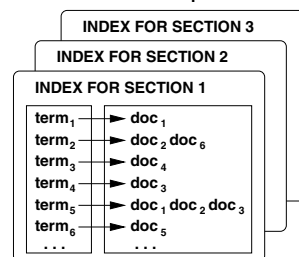 INDEX FOR SECTION 3
INDEX FOR SECTION 2
INDEX FOR SECTION 1
term₁ doc₁
term₂ doc₂ doc₆
term₃ doc₄
term₄ doc₃
term₅ doc₁ doc₂ doc₃
term₆ doc₅
... ...